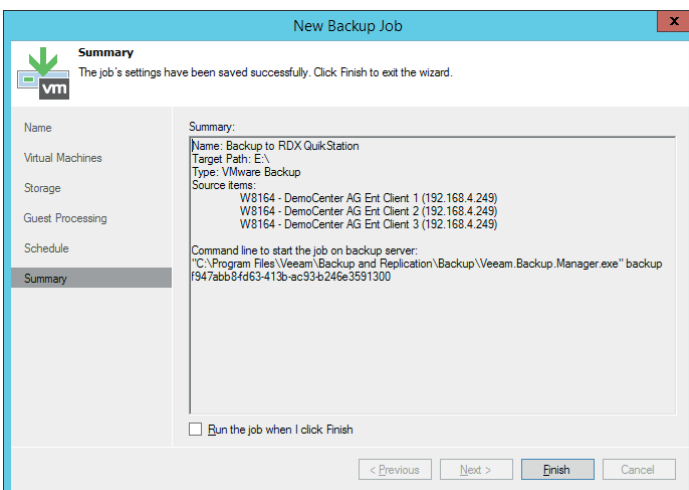 New Backup Job
x
Summary
The job's settings have been saved successfully. Click Finish to exit the wizard.
vm
Name
Virtual Machines
Storage
Guest Processing
Schedule
Summary
Summary:
Name: Backup to RDX QuikStation
Target Path: E:\
Type: VMware Backup
Source items:
W8164 - DemoCenter AG Ent Client 1 (192.168.4.249)
W8164 - DemoCenter AG Ent Client 2 (192.168.4.249)
W8164 - DemoCenter AG Ent Client 3 (192.168.4.249)
Command line to start the job on backup server:
"C:\Program Files\Veeam\Backup and Replication\Backup\Veeam.Backup.Manager.exe" backup
f947abb8-fd63-413b-ac93-b246e3591300
Run the job when I click Finish
< Previous
Next >
Finish
Cancel